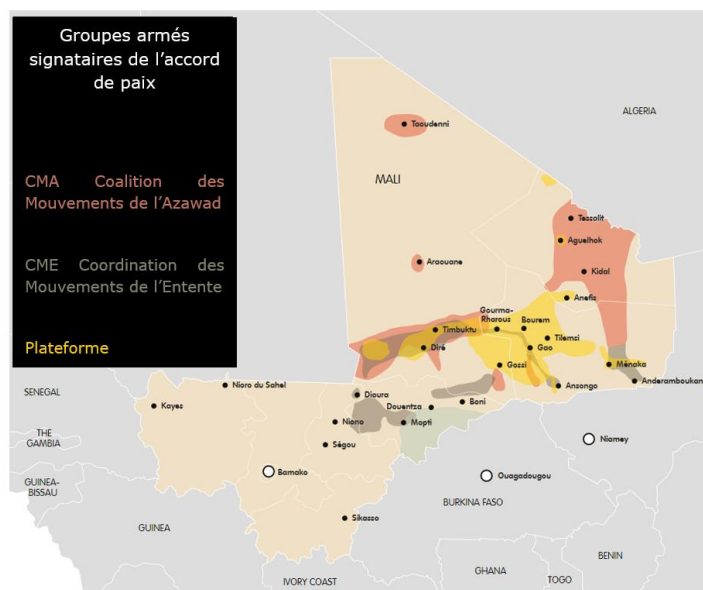 Groupes armés
signataires de l'accord
de paix
CMA Coalition des
Mouvements de l'Azawad
CME Coordination des
Mouvements de l'Entente
Plateforme
ALGERIA
Taoudenni
MALI
Tessalit
Aguelhok
Araouane
Kidal
Anefis
Gourma-
Rharous
Bourem
Timbuktu
Tilemsi
Diré
Gao
Gossi
Ménaka
Nioro du Sahel
Ansongo
Anderamboukan
SENEGAL
Dioura
Kayes
Douentza
Boni
THE
GAMBIA
Niono
Mopti
Ségou
Niamey
Bamako
Ouagadougou
GUINEA-
BISSAU
BURKINA FASO
Sikasso
GUINEA
BENIN
GHANA
IVORY COAST
TOGO